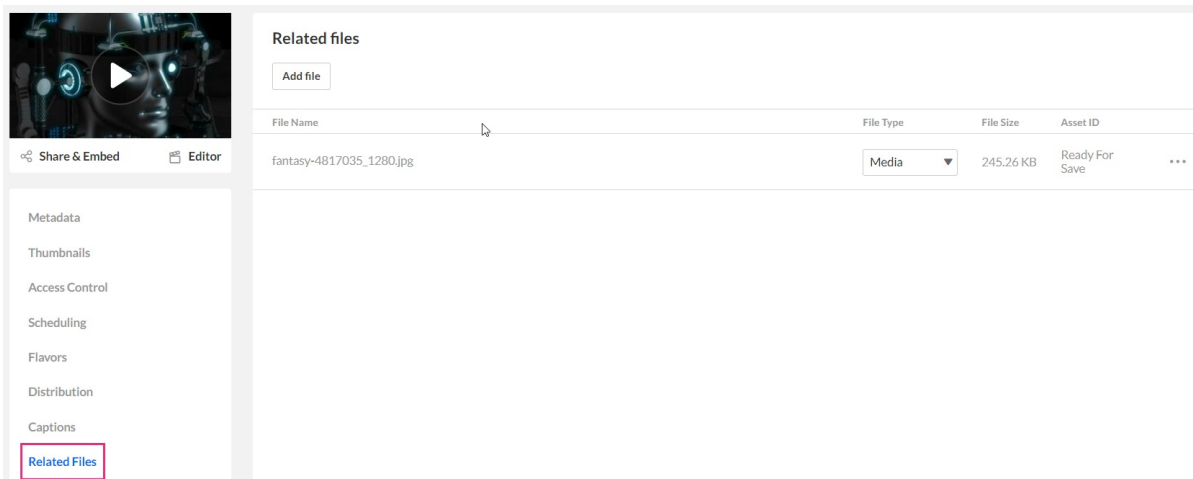 Share & Embed
Editor
Metadata
Thumbnails
Access Control
Scheduling
Flavors
Distribution
Captions
Related Files
Related files
Add file
File Name File Type File Size Asset ID
fantasy-4817035_1280.jpg Media 245.26 KB Ready For
Save